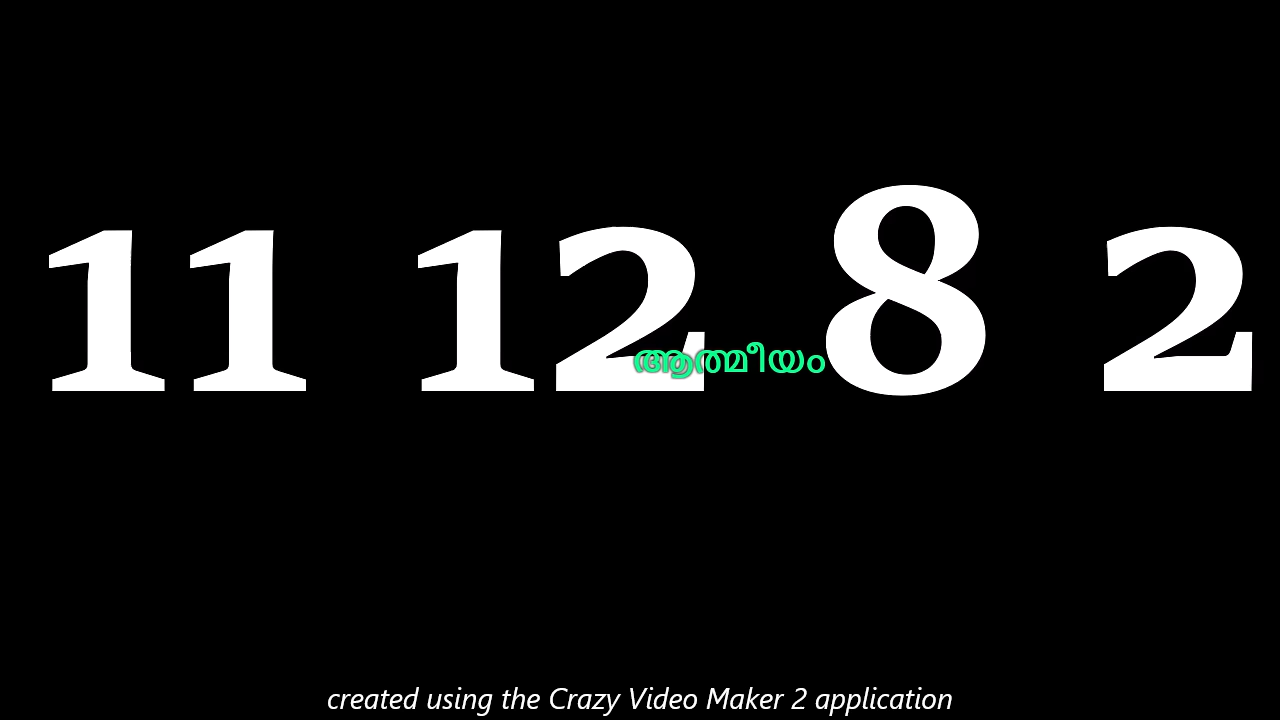 11 12 8 2
ആത്മീയം
created using the Crazy Video Maker 2 application